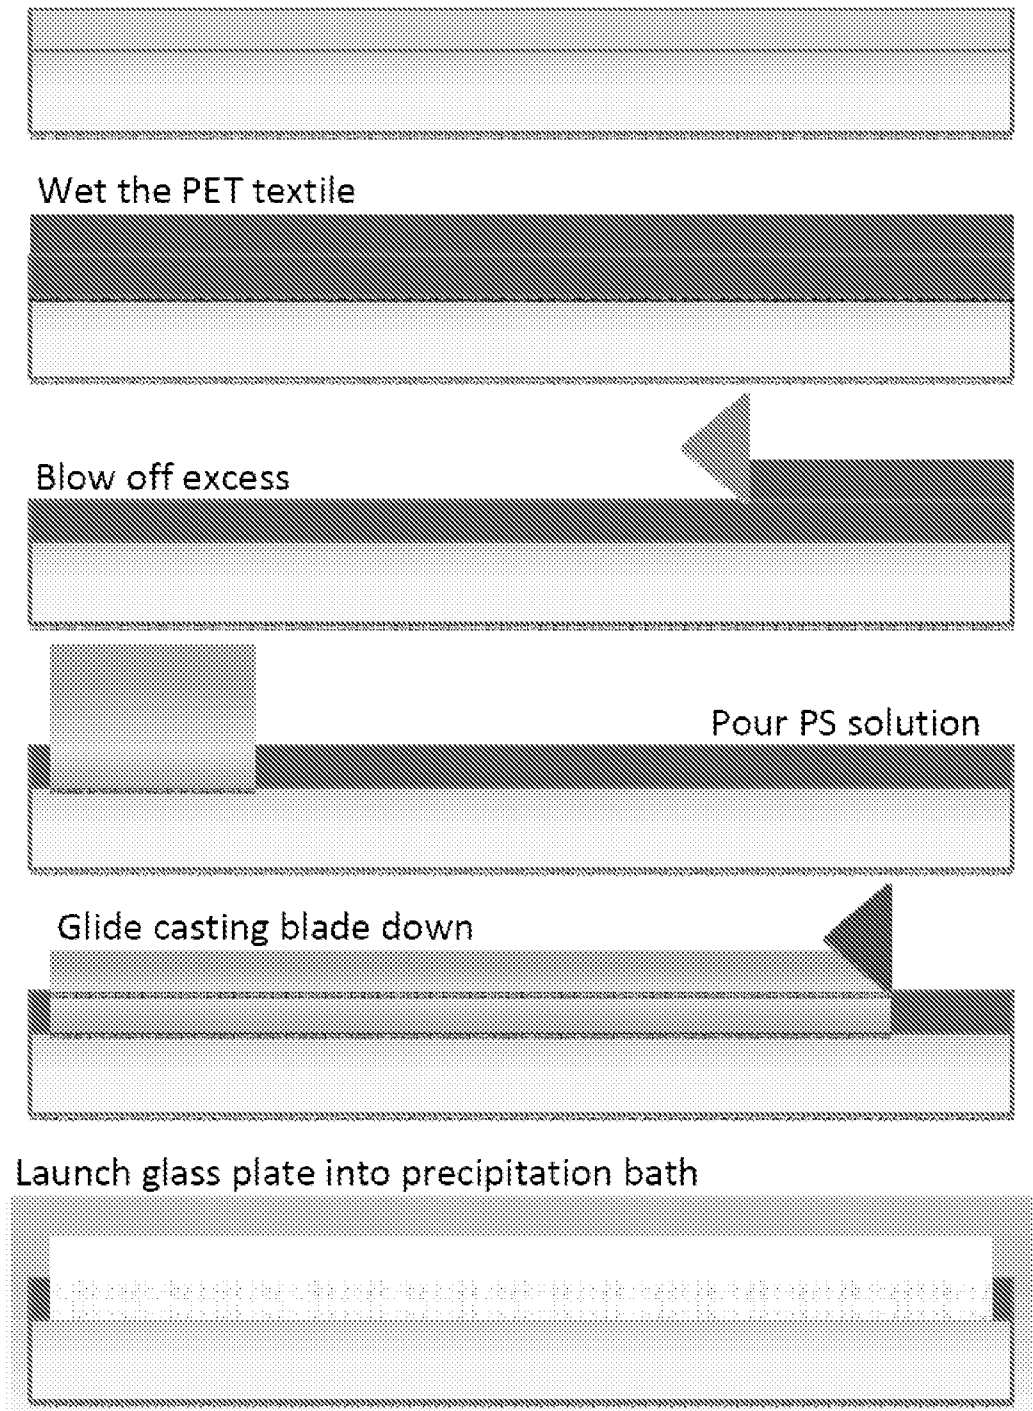 Wet the PET textile
Blow off excess
Pour PS solution
Glide casting blade down
Launch glass plate into precipitation bath